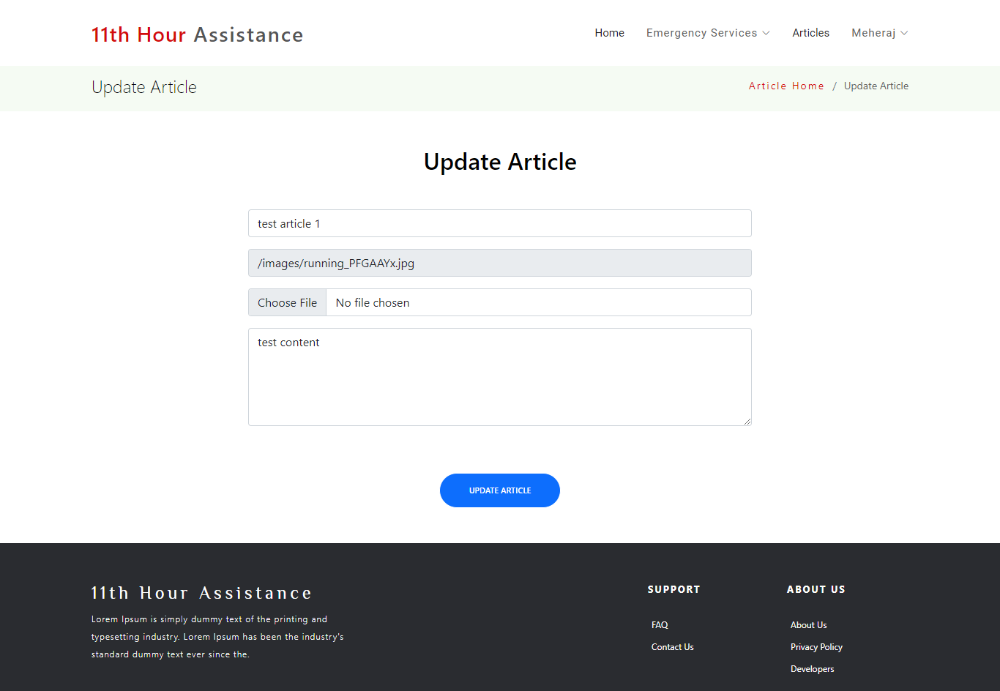 11th Hour Assistance
Home Emergency Services Articles Meheraj
Update Article
Article Home / Update Article
Update Article
test article 1
/images/running_PFGAAYx.jpg
Choose File No file chosen
test content
UPDATE ARTICLE
11th Hour Assistance
Lorem Ipsum is simply dummy text of the printing and
typesetting industry. Lorem Ipsum has been the industry's
standard dummy text ever since the.
SUPPORT
FAQ
Contact Us
ABOUT US
About Us
Privacy Policy
Developers